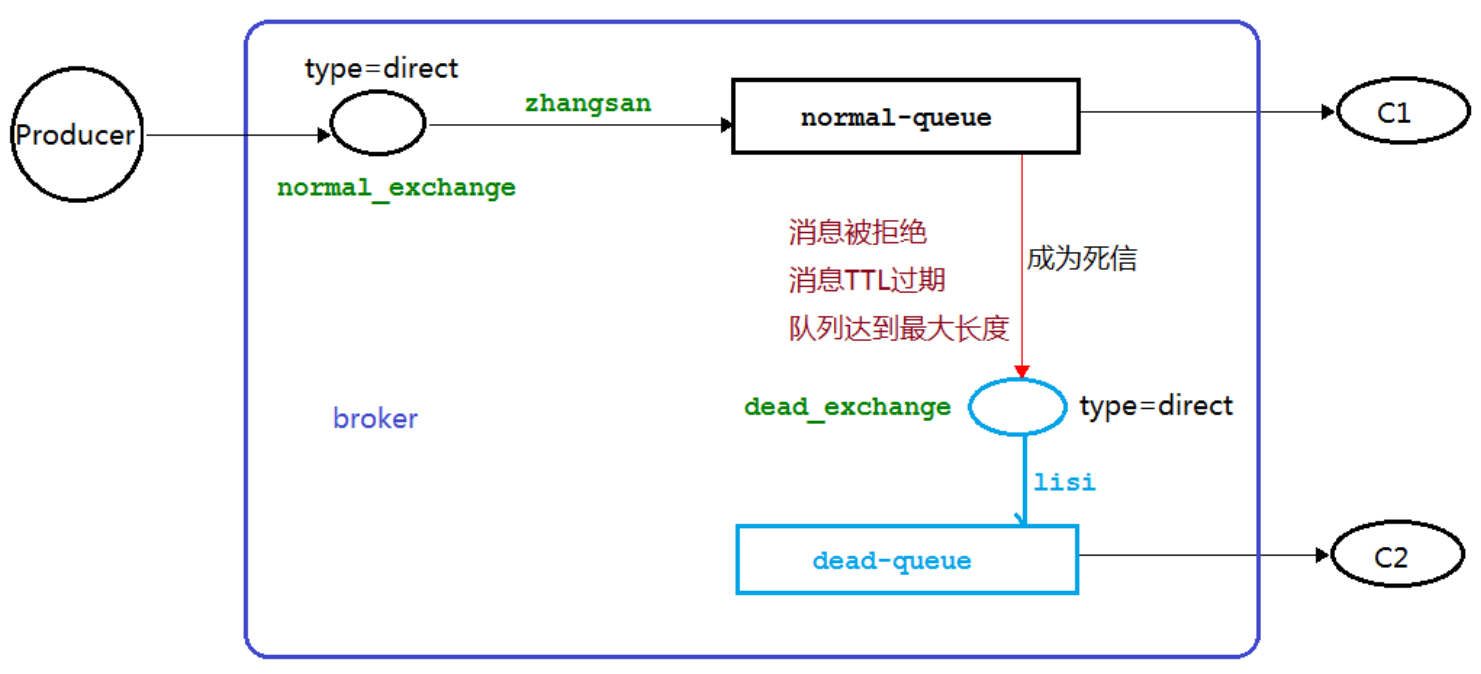 type=direct
zhangsan
Producer
normal-queue
C1
normal_exchange
消息被拒绝
成为死信
消息TTL过期
队列达到最大长度
dead_exchange
type=direct
broker
lisi
dead-queue
C2